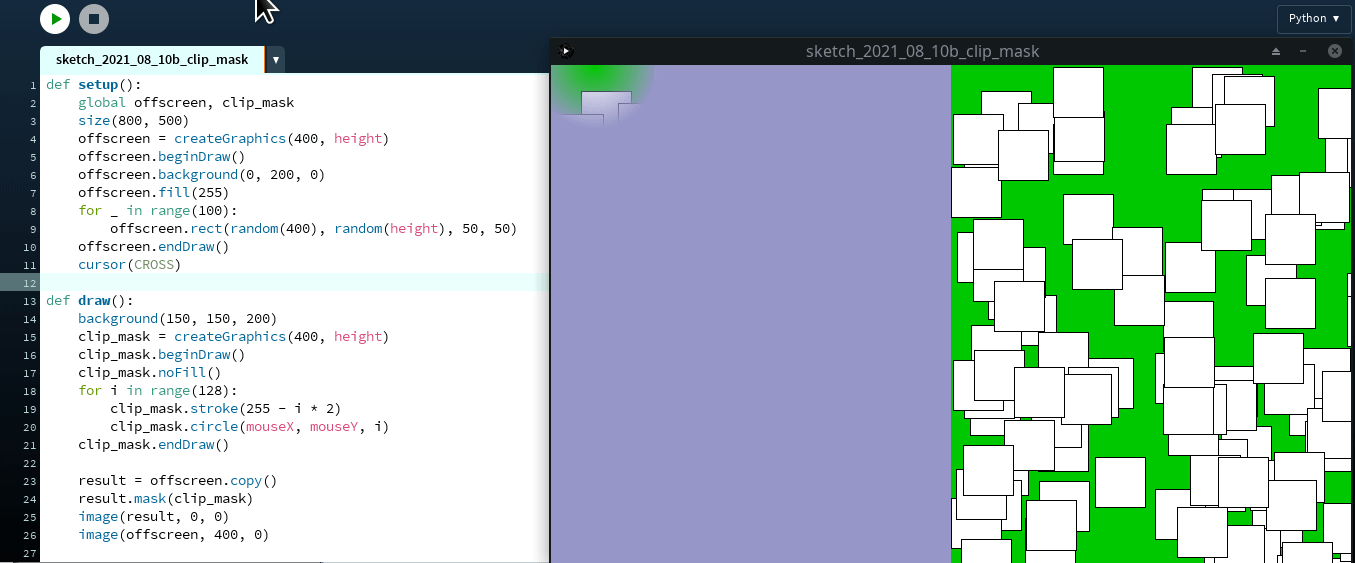 Python ▾
sketch_2021_08_10b_clip_mask ▾
sketch_2021_08_10b_clip_mask
1 def setup():
2     global offscreen, clip_mask
3     size(800, 500)
4     offscreen = createGraphics(400, height)
5     offscreen.beginDraw()
6     offscreen.background(0, 200, 0)
7     offscreen.fill(255)
8     for _ in range(100):
9         offscreen.rect(random(400), random(height), 50, 50)
10     offscreen.endDraw()
11     cursor(CROSS)
12
13 def draw():
14     background(150, 150, 200)
15     clip_mask = createGraphics(400, height)
16     clip_mask.beginDraw()
17     clip_mask.noFill()
18     for i in range(128):
19         clip_mask.stroke(255 - i * 2)
20         clip_mask.circle(mouseX, mouseY, i)
21     clip_mask.endDraw()
22
23     result = offscreen.copy()
24     result.mask(clip_mask)
25     image(result, 0, 0)
26     image(offscreen, 400, 0)
27